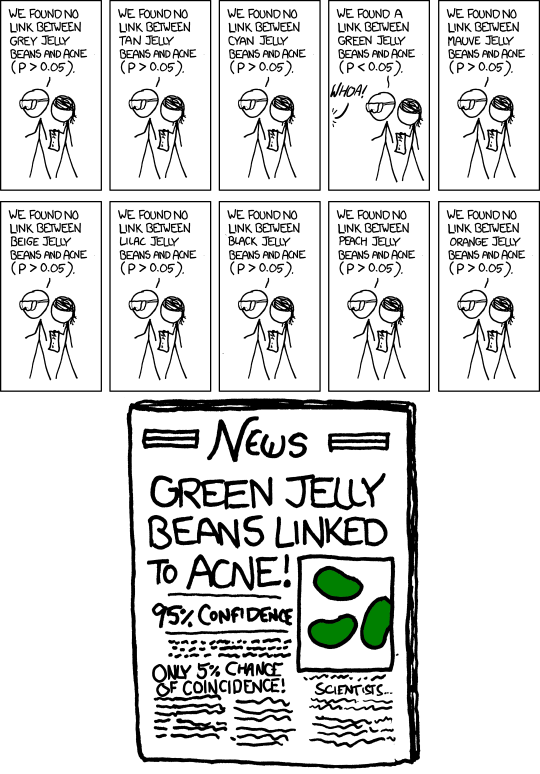 WE FOUND NO
LINK BETWEEN
GREY JELLY
BEANS AND ACNE
(P > 0.05).
WE FOUND NO
LINK BETWEEN
TAN JELLY
BEANS AND ACNE
(P > 0.05).
WE FOUND NO
LINK BETWEEN
CYAN JELLY
BEANS AND ACNE
(P > 0.05).
WE FOUND A
LINK BETWEEN
GREEN JELLY
BEANS AND ACNE
(P < 0.05).
WHOA!
WE FOUND NO
LINK BETWEEN
MAUVE JELLY
BEANS AND ACNE
(P > 0.05).
WE FOUND NO
LINK BETWEEN
BEIGE JELLY
BEANS AND ACNE
(P > 0.05).
WE FOUND NO
LINK BETWEEN
LILAC JELLY
BEANS AND ACNE
(P > 0.05).
WE FOUND NO
LINK BETWEEN
BLACK JELLY
BEANS AND ACNE
(P > 0.05).
WE FOUND NO
LINK BETWEEN
PEACH JELLY
BEANS AND ACNE
(P > 0.05).
WE FOUND NO
LINK BETWEEN
ORANGE JELLY
BEANS AND ACNE
(P > 0.05).
NEWS
GREEN JELLY
BEANS LINKED
TO ACNE!
95% CONFIDENCE
ONLY 5% CHANCE
OF COINCIDENCE!
SCIENTISTS...